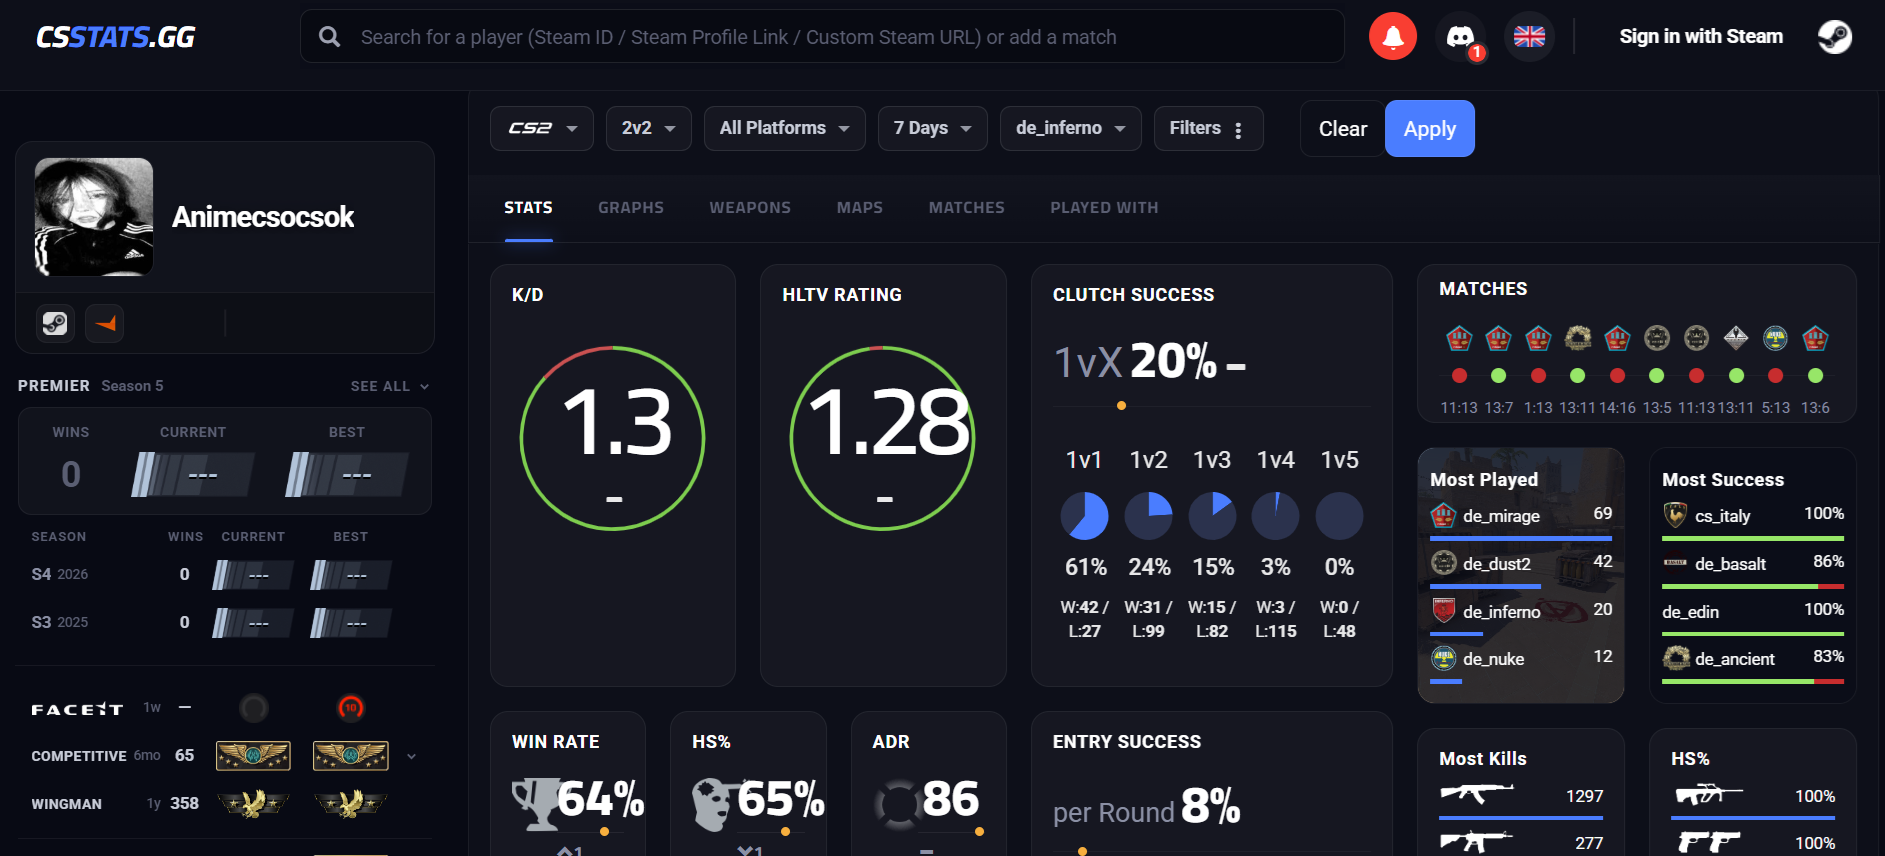 CSSTATS.GG
Search for a player (Steam ID / Steam Profile Link / Custom Steam URL) or add a match
1
Sign in with Steam
CS2
2v2
All Platforms
7 Days
de_inferno
Filters
Clear
Apply
Animecsocsok
STATS
GRAPHS
WEAPONS
MAPS
MATCHES
PLAYED WITH
PREMIER Season 5
SEE ALL
WINS CURRENT BEST
0 --- ---
SEASON WINS CURRENT BEST
S4 2026 0 --- ---
S3 2025 0 --- ---
FACEIT 1w – 10
COMPETITIVE 6mo 65
WINGMAN 1y 358
K/D
1.3
–
HLTV RATING
1.28
–
CLUTCH SUCCESS
1vX 20% –
1v1 1v2 1v3 1v4 1v5
61% 24% 15% 3% 0%
W:42 / W:31 / W:15 / W:3 / W:0 /
L:27 L:99 L:82 L:115 L:48
MATCHES
11:13 13:7 1:13 13:11 14:16 13:5 11:13 13:11 5:13 13:6
Most Played
de_mirage 69
de_dust2 42
de_inferno 20
de_nuke 12
Most Success
cs_italy 100%
de_basalt 86%
de_edin 100%
de_ancient 83%
WIN RATE
64%
1
HS%
65%
1
ADR
86
–
ENTRY SUCCESS
per Round 8%
Most Kills
1297
277
HS%
100%
100%